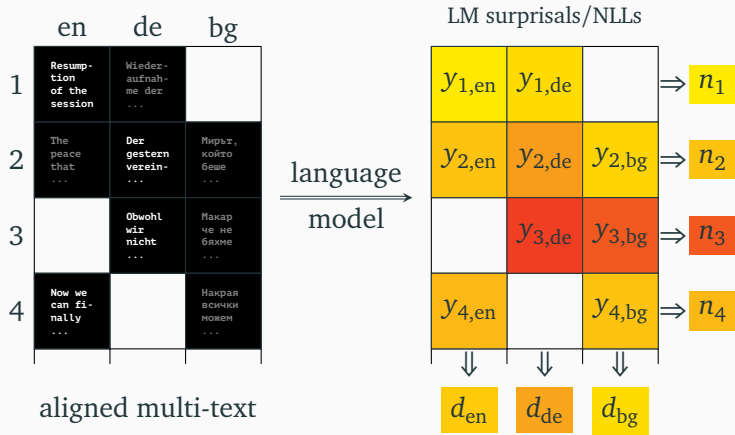 LM surprisals/NLLs
en de bg
1
Resump-
tion
of the
session
Wieder-
aufnah-
me der
...
y1,en y1,de
⇒ n1
2
The
peace
that
...
Der
gestern
verein-
...
Мирът,
който
беше
...
y2,en y2,de y2,bg
⇒ n2
language
model
3
Obwohl
wir
nicht
...
Макар
че не
бяхме
...
y3,de y3,bg
⇒ n3
4
Now we
can fi-
nally
...
Накрая
всички
можем
...
y4,en y4,bg
⇒ n4
⇓ ⇓ ⇓
aligned multi-text
den dde dbg